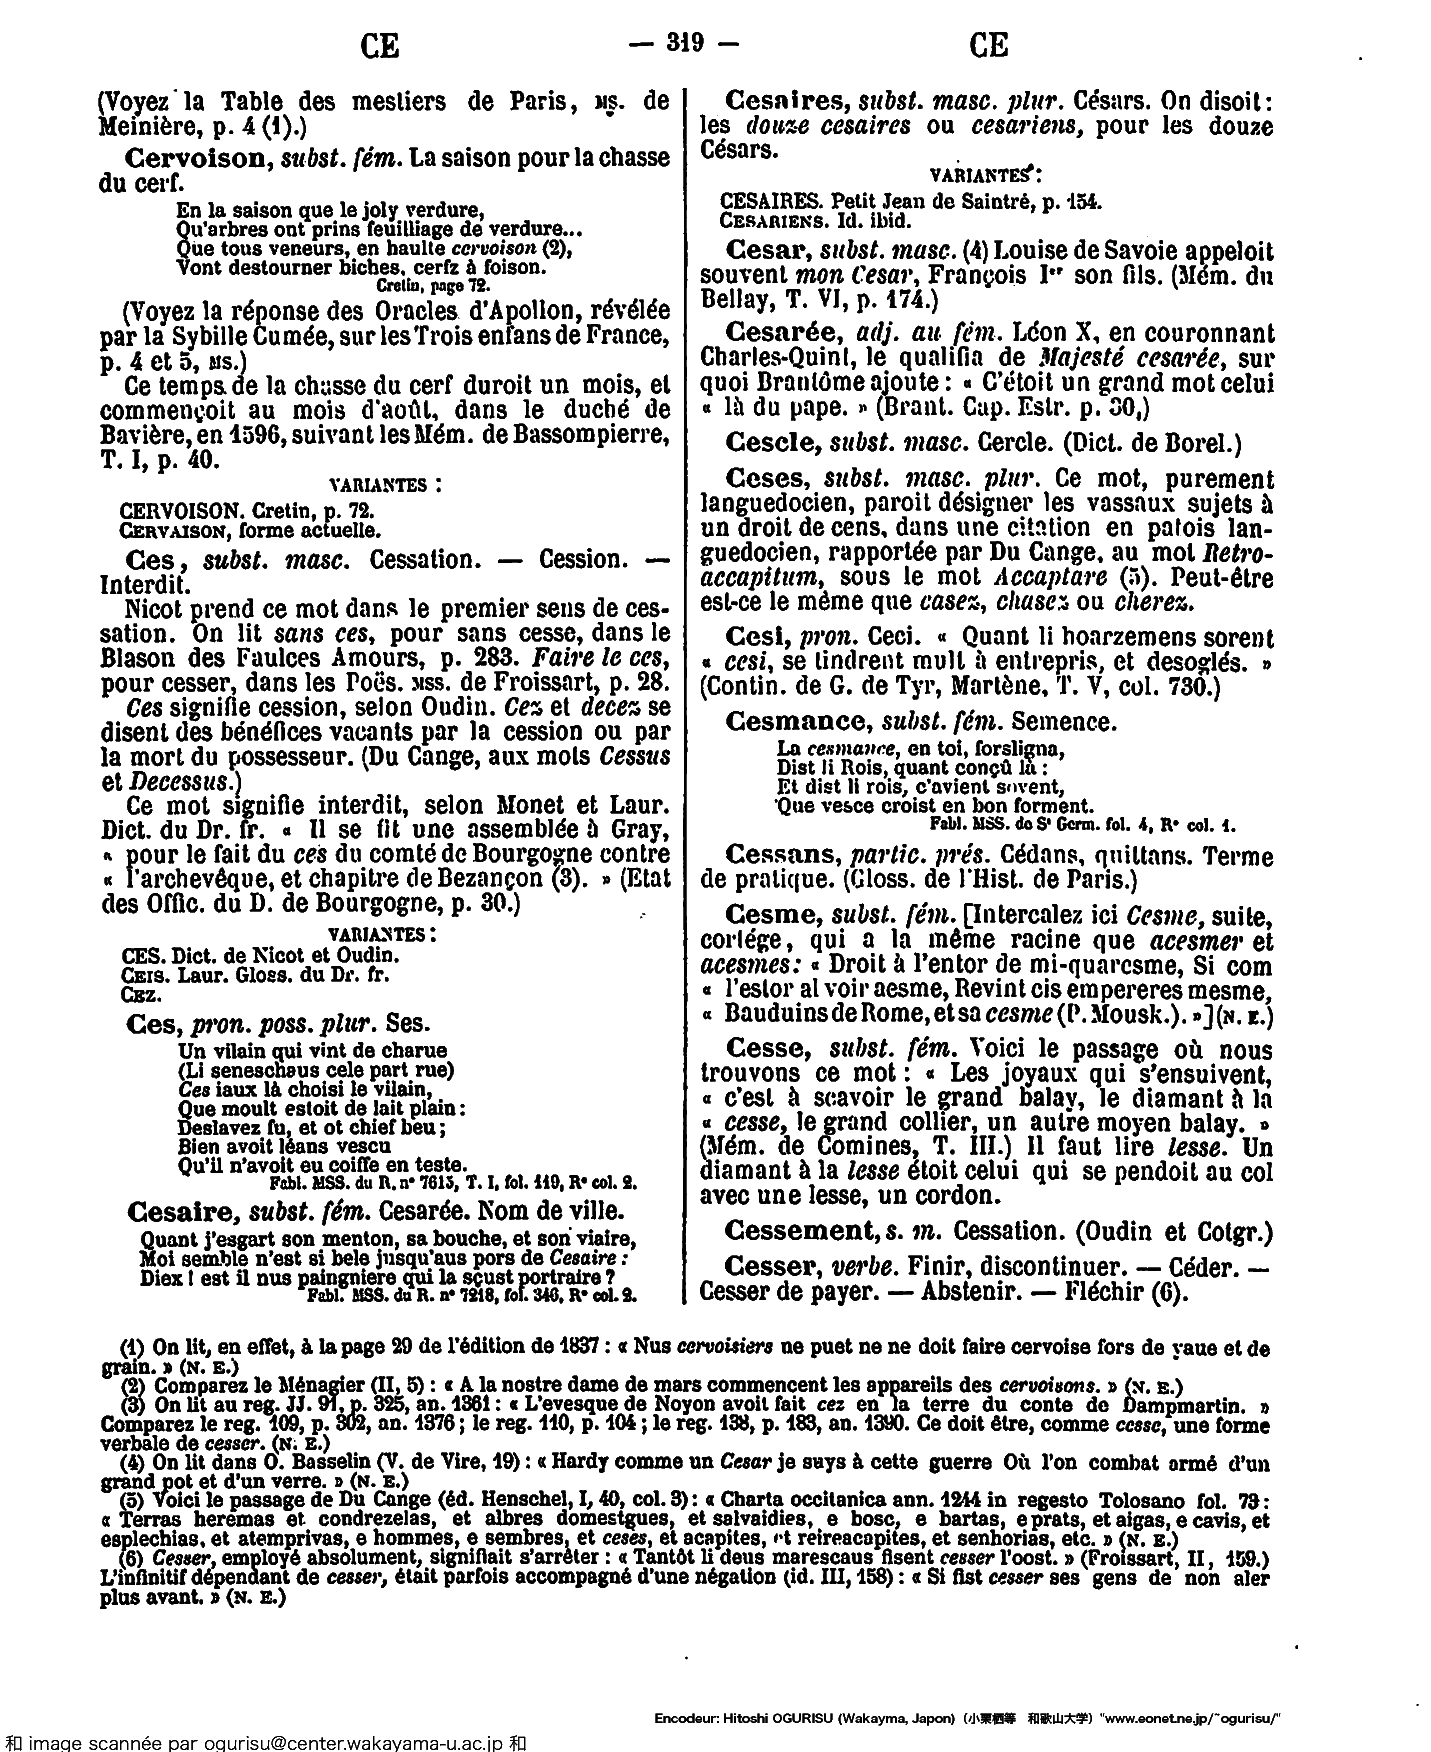 CE — 319 — CE
(Voyez la Table des mestiers de Paris, MS. de
Meinière, p. 4 (1).)
Cervoison, subst. fém. La saison pour la chasse
du cerf.
En la saison que le joly verdure,
Qu'arbres ont prins feuilliage de verdure...
Que tous veneurs, en haulte cervoison (2),
Vont destourner biches, cerfz à foison.
Cretin, page 72.
(Voyez la réponse des Oracles d'Apollon, révélée
par la Sybille Cumée, sur les Trois enfans de France,
p. 4 et 5, MS.)
Ce temps de la chasse du cerf duroit un mois, et
commençoit au mois d'août, dans le duché de
Bavière, en 1596, suivant les Mém. de Bassompierre,
T. I, p. 40.
VARIANTES :
CERVOISON. Cretin, p. 72.
CERVAISON, forme actuelle.
Ces, subst. masc. Cessation. — Cession. —
Interdit.
Nicot prend ce mot dans le premier sens de ces-
sation. On lit sans ces, pour sans cesse, dans le
Blason des Faulces Amours, p. 283. Faire le ces,
pour cesser, dans les Poës. MSS. de Froissart, p. 28.
Ces signifie cession, selon Oudin. Cez et decez se
disent des bénéfices vacants par la cession ou par
la mort du possesseur. (Du Cange, aux mots Cessus
et Decessus.)
Ce mot signifie interdit, selon Monet et Laur.
Dict. du Dr. fr. « Il se fit une assemblée à Gray,
« pour le fait du ces du comté de Bourgogne contre
« l'archevêque, et chapitre de Bezançon (3). » (Etat
des Offic. du D. de Bourgogne, p. 30.)
VARIANTES :
CES. Dict. de Nicot et Oudin.
CEIS. Laur. Gloss. du Dr. fr.
CEZ.
Ces, pron. poss. plur. Ses.
Un vilain qui vint de charue
(Li seneschaus cele part rue)
Ces iaux là choisi le vilain,
Que moult estoit de lait plain :
Deslavez fu, et ot chief beu ;
Bien avoit léans vescu
Qu'il n'avoit eu coiffe en teste.
Fabl. MSS. du R. n° 7615, T. I, fol. 119, R° col. 2.
Cesaire, subst. fém. Cesarée. Nom de ville.
Quant j'esgart son menton, sa bouche, et son viaire,
Moi semble n'est si bele jusqu'aus pors de Cesaire :
Diex ! est il nus paingniere qui la sçust portraire ?
Fabl. MSS. du R. n° 7218, fol. 346, R° col. 2.
Cesaires, subst. masc. plur. Césars. On disoit :
les douze cesaires ou cesariens, pour les douze
Césars.
VARIANTES :
CESAIRES. Petit Jean de Saintré, p. 154.
CESARIENS. Id. ibid.
Cesar, subst. masc. (4) Louise de Savoie appeloit
souvent mon Cesar, François Ier son fils. (Mém. du
Bellay, T. VI, p. 174.)
Cesarée, adj. au fém. Léon X, en couronnant
Charles-Quint, le qualifia de Majesté cesarée, sur
quoi Brantôme ajoute : « C'étoit un grand mot celui
« là du pape. » (Brant. Cap. Estr. p. 30,)
Cescle, subst. masc. Cercle. (Dict. de Borel.)
Ceses, subst. masc. plur. Ce mot, purement
languedocien, paroit désigner les vassaux sujets à
un droit de cens, dans une citation en patois lan-
guedocien, rapportée par Du Cange, au mot Retro-
accapitum, sous le mot Accaptare (5). Peut-être
est-ce le même que casez, chasez ou cherez.
Cesi, pron. Ceci. « Quant li hoarzemens sorent
« cesi, se tindrent mult à entrepris, et desoglés. »
(Contin. de G. de Tyr, Martène, T. V, col. 730.)
Cesmance, subst. fém. Semence.
La cesmance, en toi, forsligna,
Dist li Rois, quant conçû là :
Et dist li rois, c'avient sovent,
Que vesce croist en bon forment.
Fabl. MSS. de St Germ. fol. 4, R° col. 1.
Cessans, partic. prés. Cédans, quittans. Terme
de pratique. (Gloss. de l'Hist. de Paris.)
Cesme, subst. fém. [Intercalez ici Cesme, suite,
cortége, qui a la même racine que acesmer et
acesmes : « Droit à l'entor de mi-quaresme, Si com
« l'estor al voir aesme, Revint cis empereres mesme,
« Bauduins de Rome, et sa cesme (P. Mousk.). »] (N. E.)
Cesse, subst. fém. Voici le passage où nous
trouvons ce mot : « Les joyaux qui s'ensuivent,
« c'est à scavoir le grand balay, le diamant à la
« cesse, le grand collier, un autre moyen balay. »
(Mém. de Comines, T. III.) Il faut lire lesse. Un
diamant à la lesse étoit celui qui se pendoit au col
avec une lesse, un cordon.
Cessement, s. m. Cessation. (Oudin et Cotgr.)
Cesser, verbe. Finir, discontinuer. — Céder. —
Cesser de payer. — Abstenir. — Fléchir (6).
(1) On lit, en effet, à la page 29 de l'édition de 1837 : « Nus cervoisiers ne puet ne ne doit faire cervoise fors de yaue et de
grain. » (N. E.)
(2) Comparez le Ménagier (II, 5) : « A la nostre dame de mars commencent les appareils des cervoisons. » (N. E.)
(3) On lit au reg. JJ. 91, p. 325, an. 1361 : « L'evesque de Noyon avoit fait cez en la terre du conte de Dampmartin. »
Comparez le reg. 109, p. 302, an. 1376 ; le reg. 110, p. 104 ; le reg. 138, p. 183, an. 1390. Ce doit être, comme cesse, une forme
verbale de cesser. (N. E.)
(4) On lit dans O. Basselin (V. de Vire, 19) : « Hardy comme un Cesar je suys à cette guerre Où l'on combat armé d'un
grand pot et d'un verre. » (N. E.)
(5) Voici le passage de Du Cange (éd. Henschel, I, 40, col. 3) : « Charta occitanica ann. 1244 in regesto Tolosano fol. 79 :
« Terras heremas et condrezelas, et albres domestgues, et salvaidies, e bosc, e bartas, e prats, et aigas, e cavis, et
esplechias, et atemprivas, e hommes, e sembres, et ceses, et acapites, et reireacapites, et senhorias, etc. » (N. E.)
(6) Cesser, employé absolument, signifiait s'arrêter : « Tantôt li deus marescaus fisent cesser l'oost. » (Froissart, II, 159.)
L'infinitif dépendant de cesser, était parfois accompagné d'une négation (id. III, 158) : « Si fist cesser ses gens de non aler
plus avant. » (N. E.)
Encodeur: Hitoshi OGURISU (Wakayma, Japon) (小栗栖等 和歌山大学) "www.eonet.ne.jp/~ogurisu/"
和 image scannée par ogurisu@center.wakayama-u.ac.jp 和